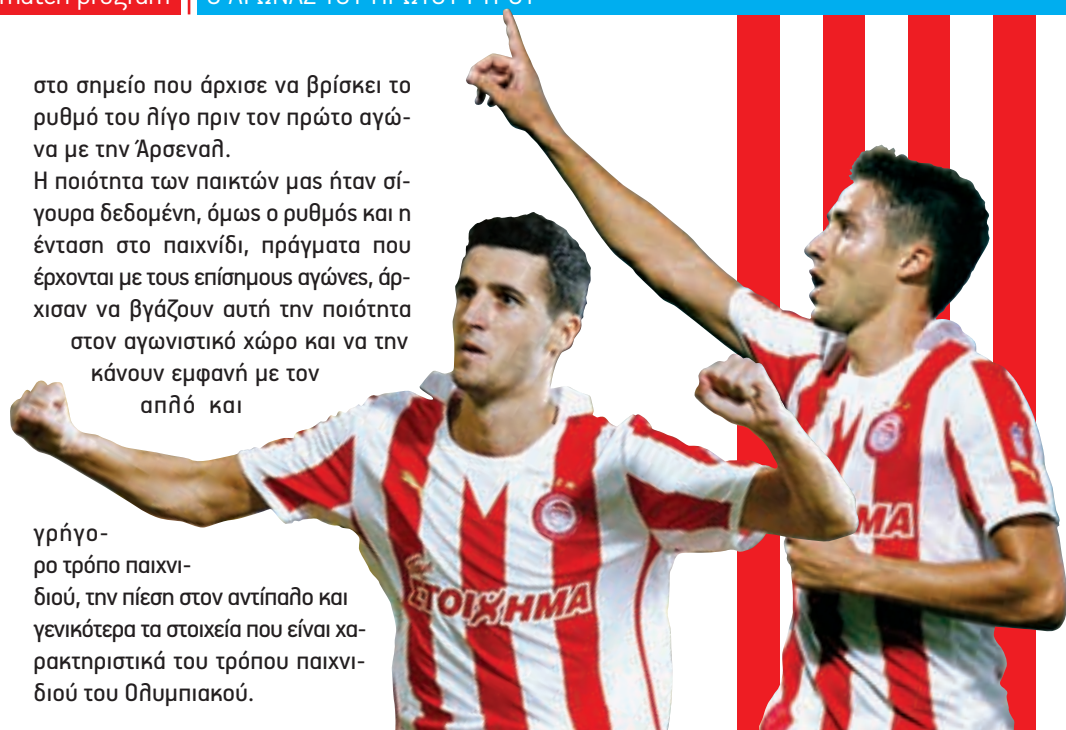 match program
στο σημείο που άρχισε να βρίσκει το
ρυθμό του λίγο πριν τον πρώτο αγώ-
να με την Άρσεναλ.
Η ποιότητα των παικτών μας ήταν σί-
γουρα δεδομένη, όμως ο ρυθμός και η
ένταση στο παιχνίδι, πράγματα που
έρχονται με τους επίσημους αγώνες, άρ-
χισαν να βγάζουν αυτή την ποιότητα
στον αγωνιστικό χώρο και να την
κάνουν εμφανή με τον
απλό και
γρήγο-
ρο τρόπο παιχνι-
διού, την πίεση στον αντίπαλο και
γενικότερα τα στοιχεία που είναι χα-
ρακτηριστικά του τρόπου παιχνι-
διού του Ολυμπιακού.
ΣΤΟΙΧΗΜΑ
ΜΑ